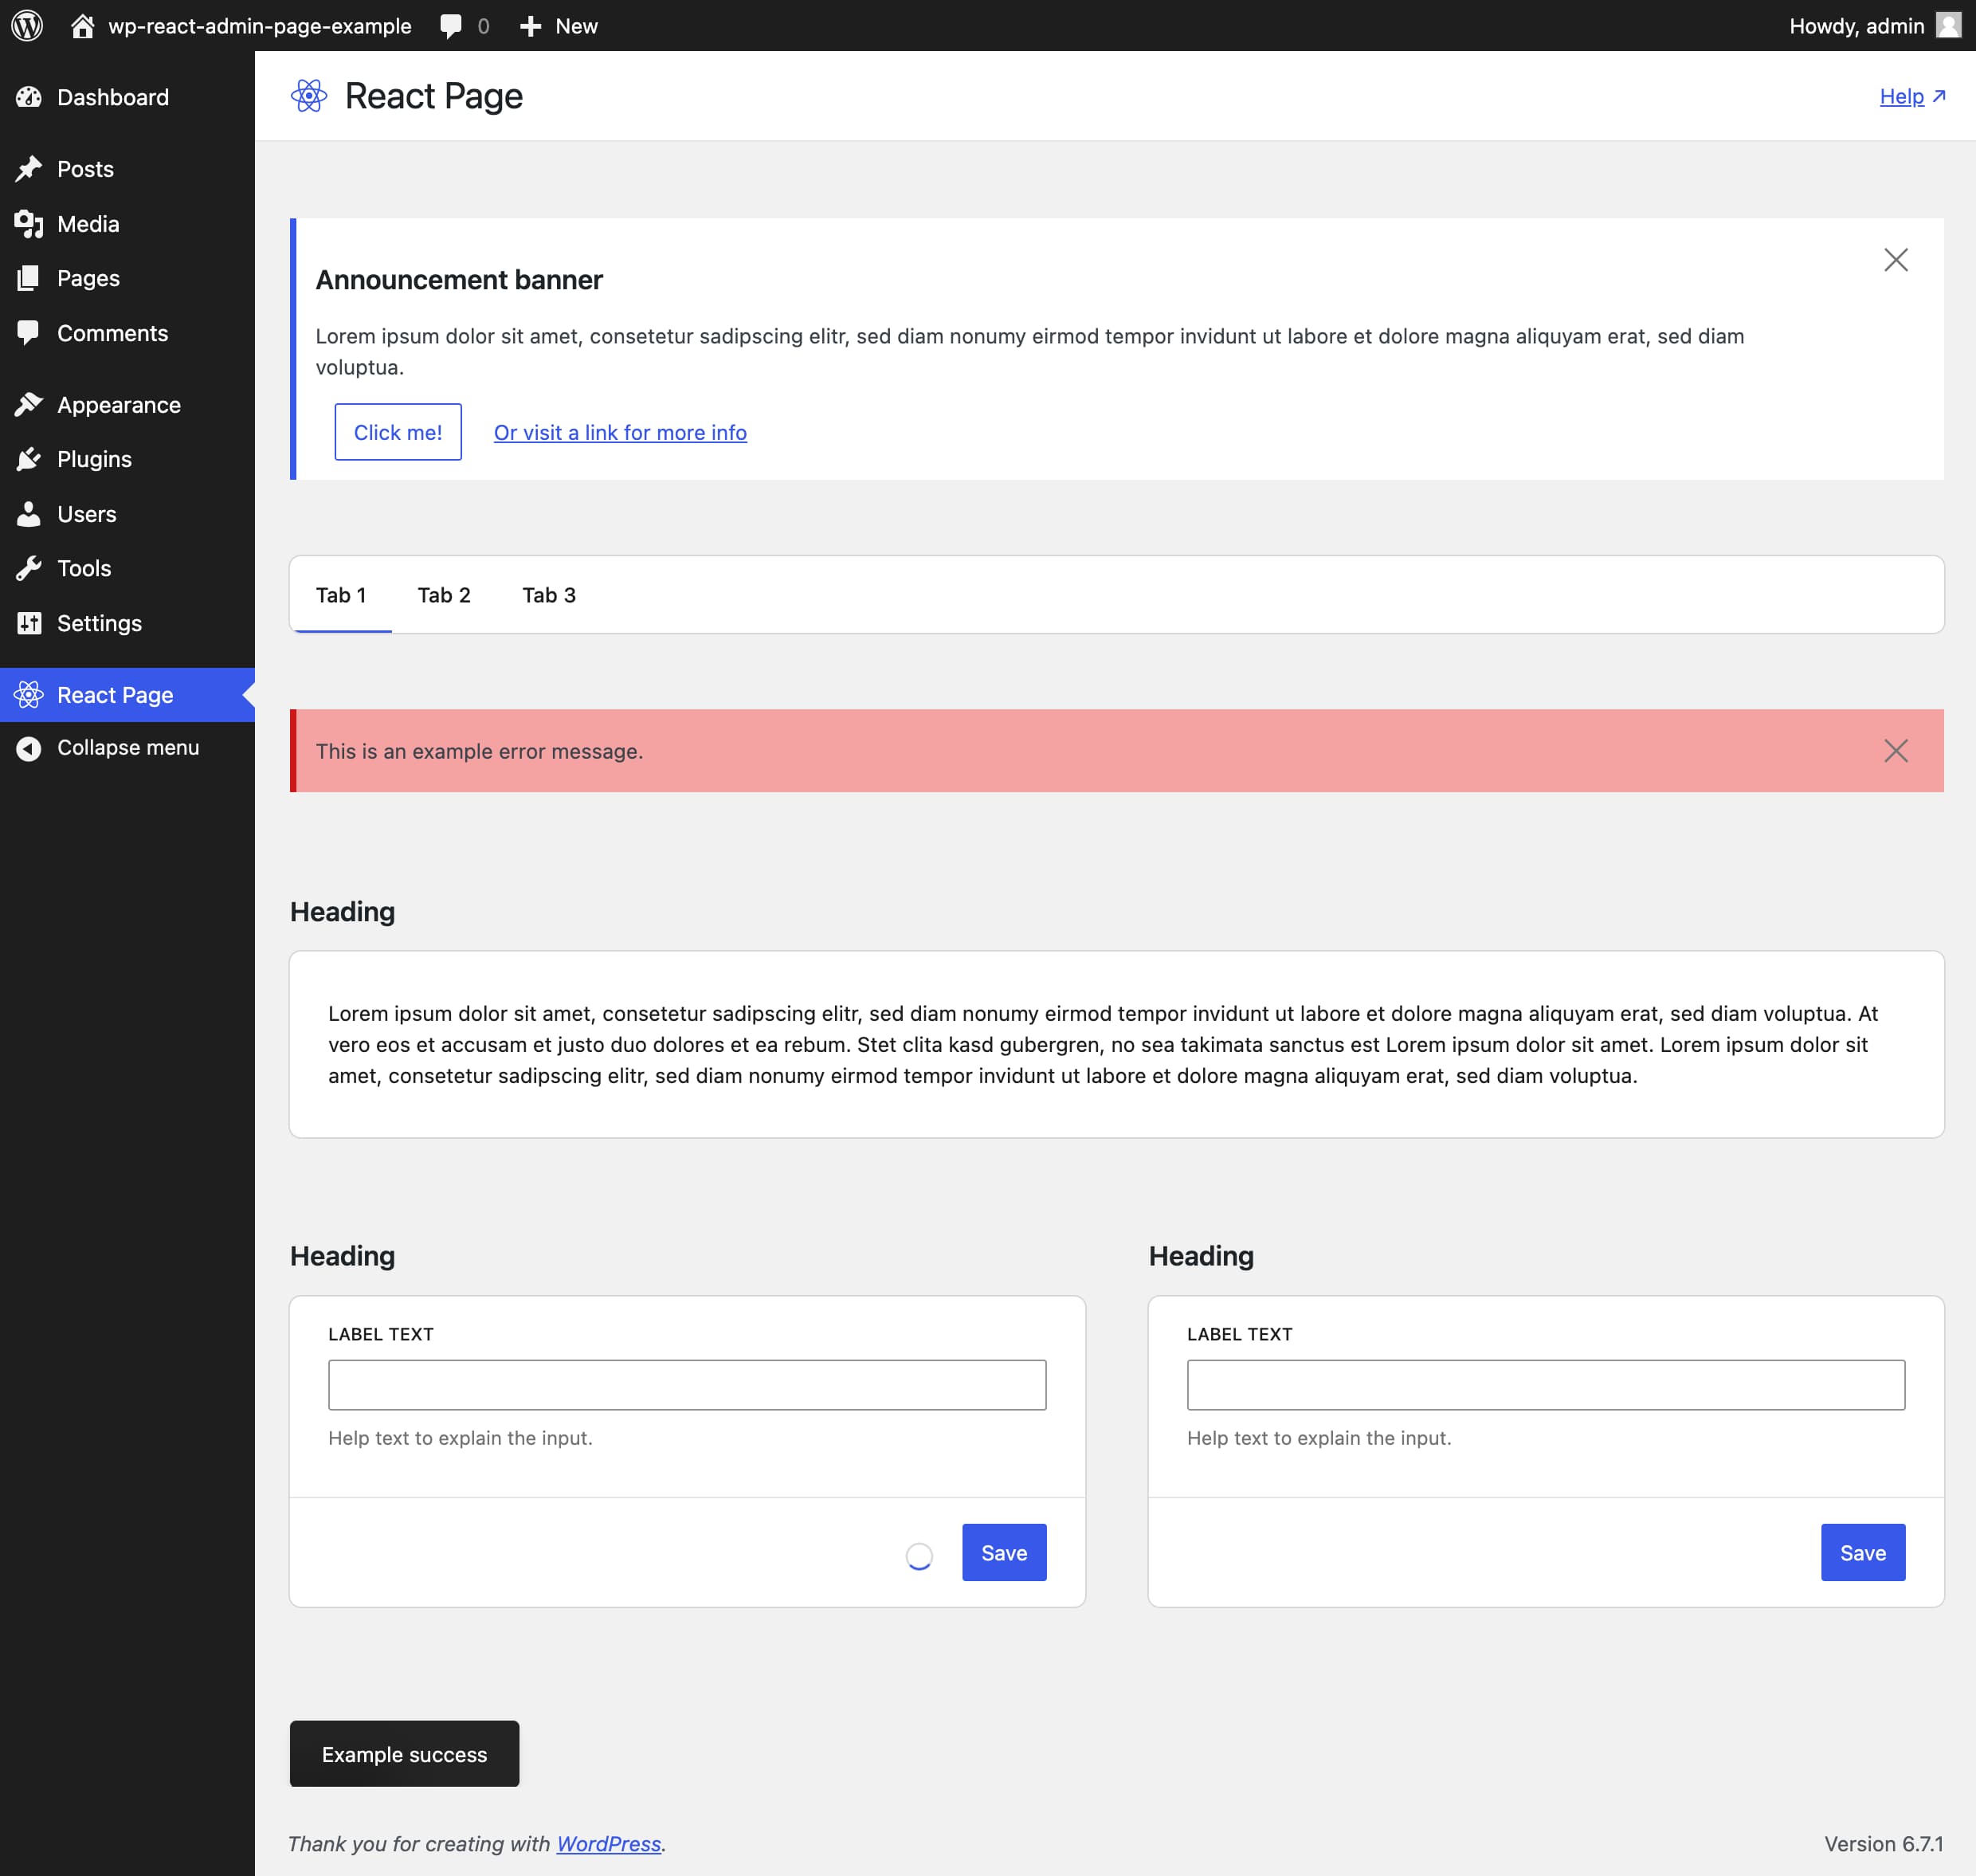 wp-react-admin-page-example
0
New
Howdy, admin
Dashboard
Posts
Media
Pages
Comments
Appearance
Plugins
Users
Tools
Settings
React Page
Collapse menu
React Page
Help ↗
Announcement banner
Lorem ipsum dolor sit amet, consetetur sadipscing elitr, sed diam nonumy eirmod tempor invidunt ut labore et dolore magna aliquyam erat, sed diam
voluptua.
Click me!
Or visit a link for more info
Tab 1
Tab 2
Tab 3
This is an example error message.
Heading
Lorem ipsum dolor sit amet, consetetur sadipscing elitr, sed diam nonumy eirmod tempor invidunt ut labore et dolore magna aliquyam erat, sed diam voluptua. At
vero eos et accusam et justo duo dolores et ea rebum. Stet clita kasd gubergren, no sea takimata sanctus est Lorem ipsum dolor sit amet. Lorem ipsum dolor sit
amet, consetetur sadipscing elitr, sed diam nonumy eirmod tempor invidunt ut labore et dolore magna aliquyam erat, sed diam voluptua.
Heading
LABEL TEXT
Help text to explain the input.
Save
Heading
LABEL TEXT
Help text to explain the input.
Save
Example success
Thank you for creating with WordPress.
Version 6.7.1